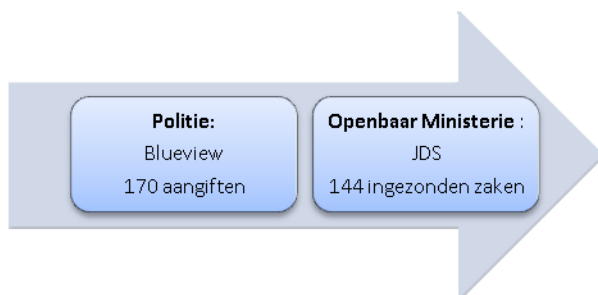 Politie:
Blueview
170 aangiften
Openbaar Ministerie :
JDS
144 ingezonden zaken